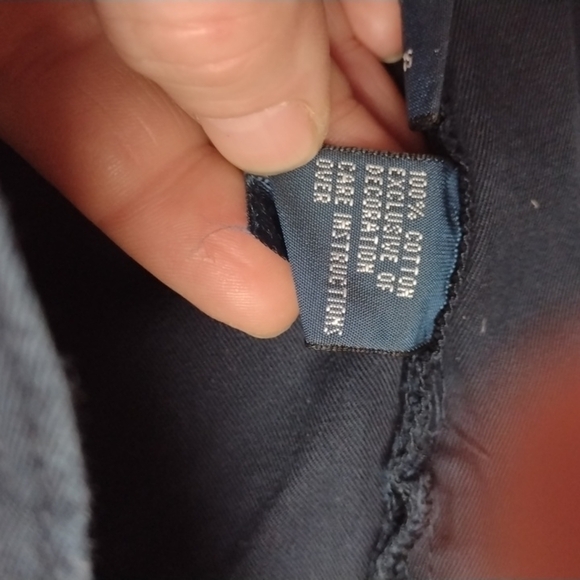 100% COTTON
EXCLUSIVE OF
DECORATION
CARE INSTRUCTIONS
OVER